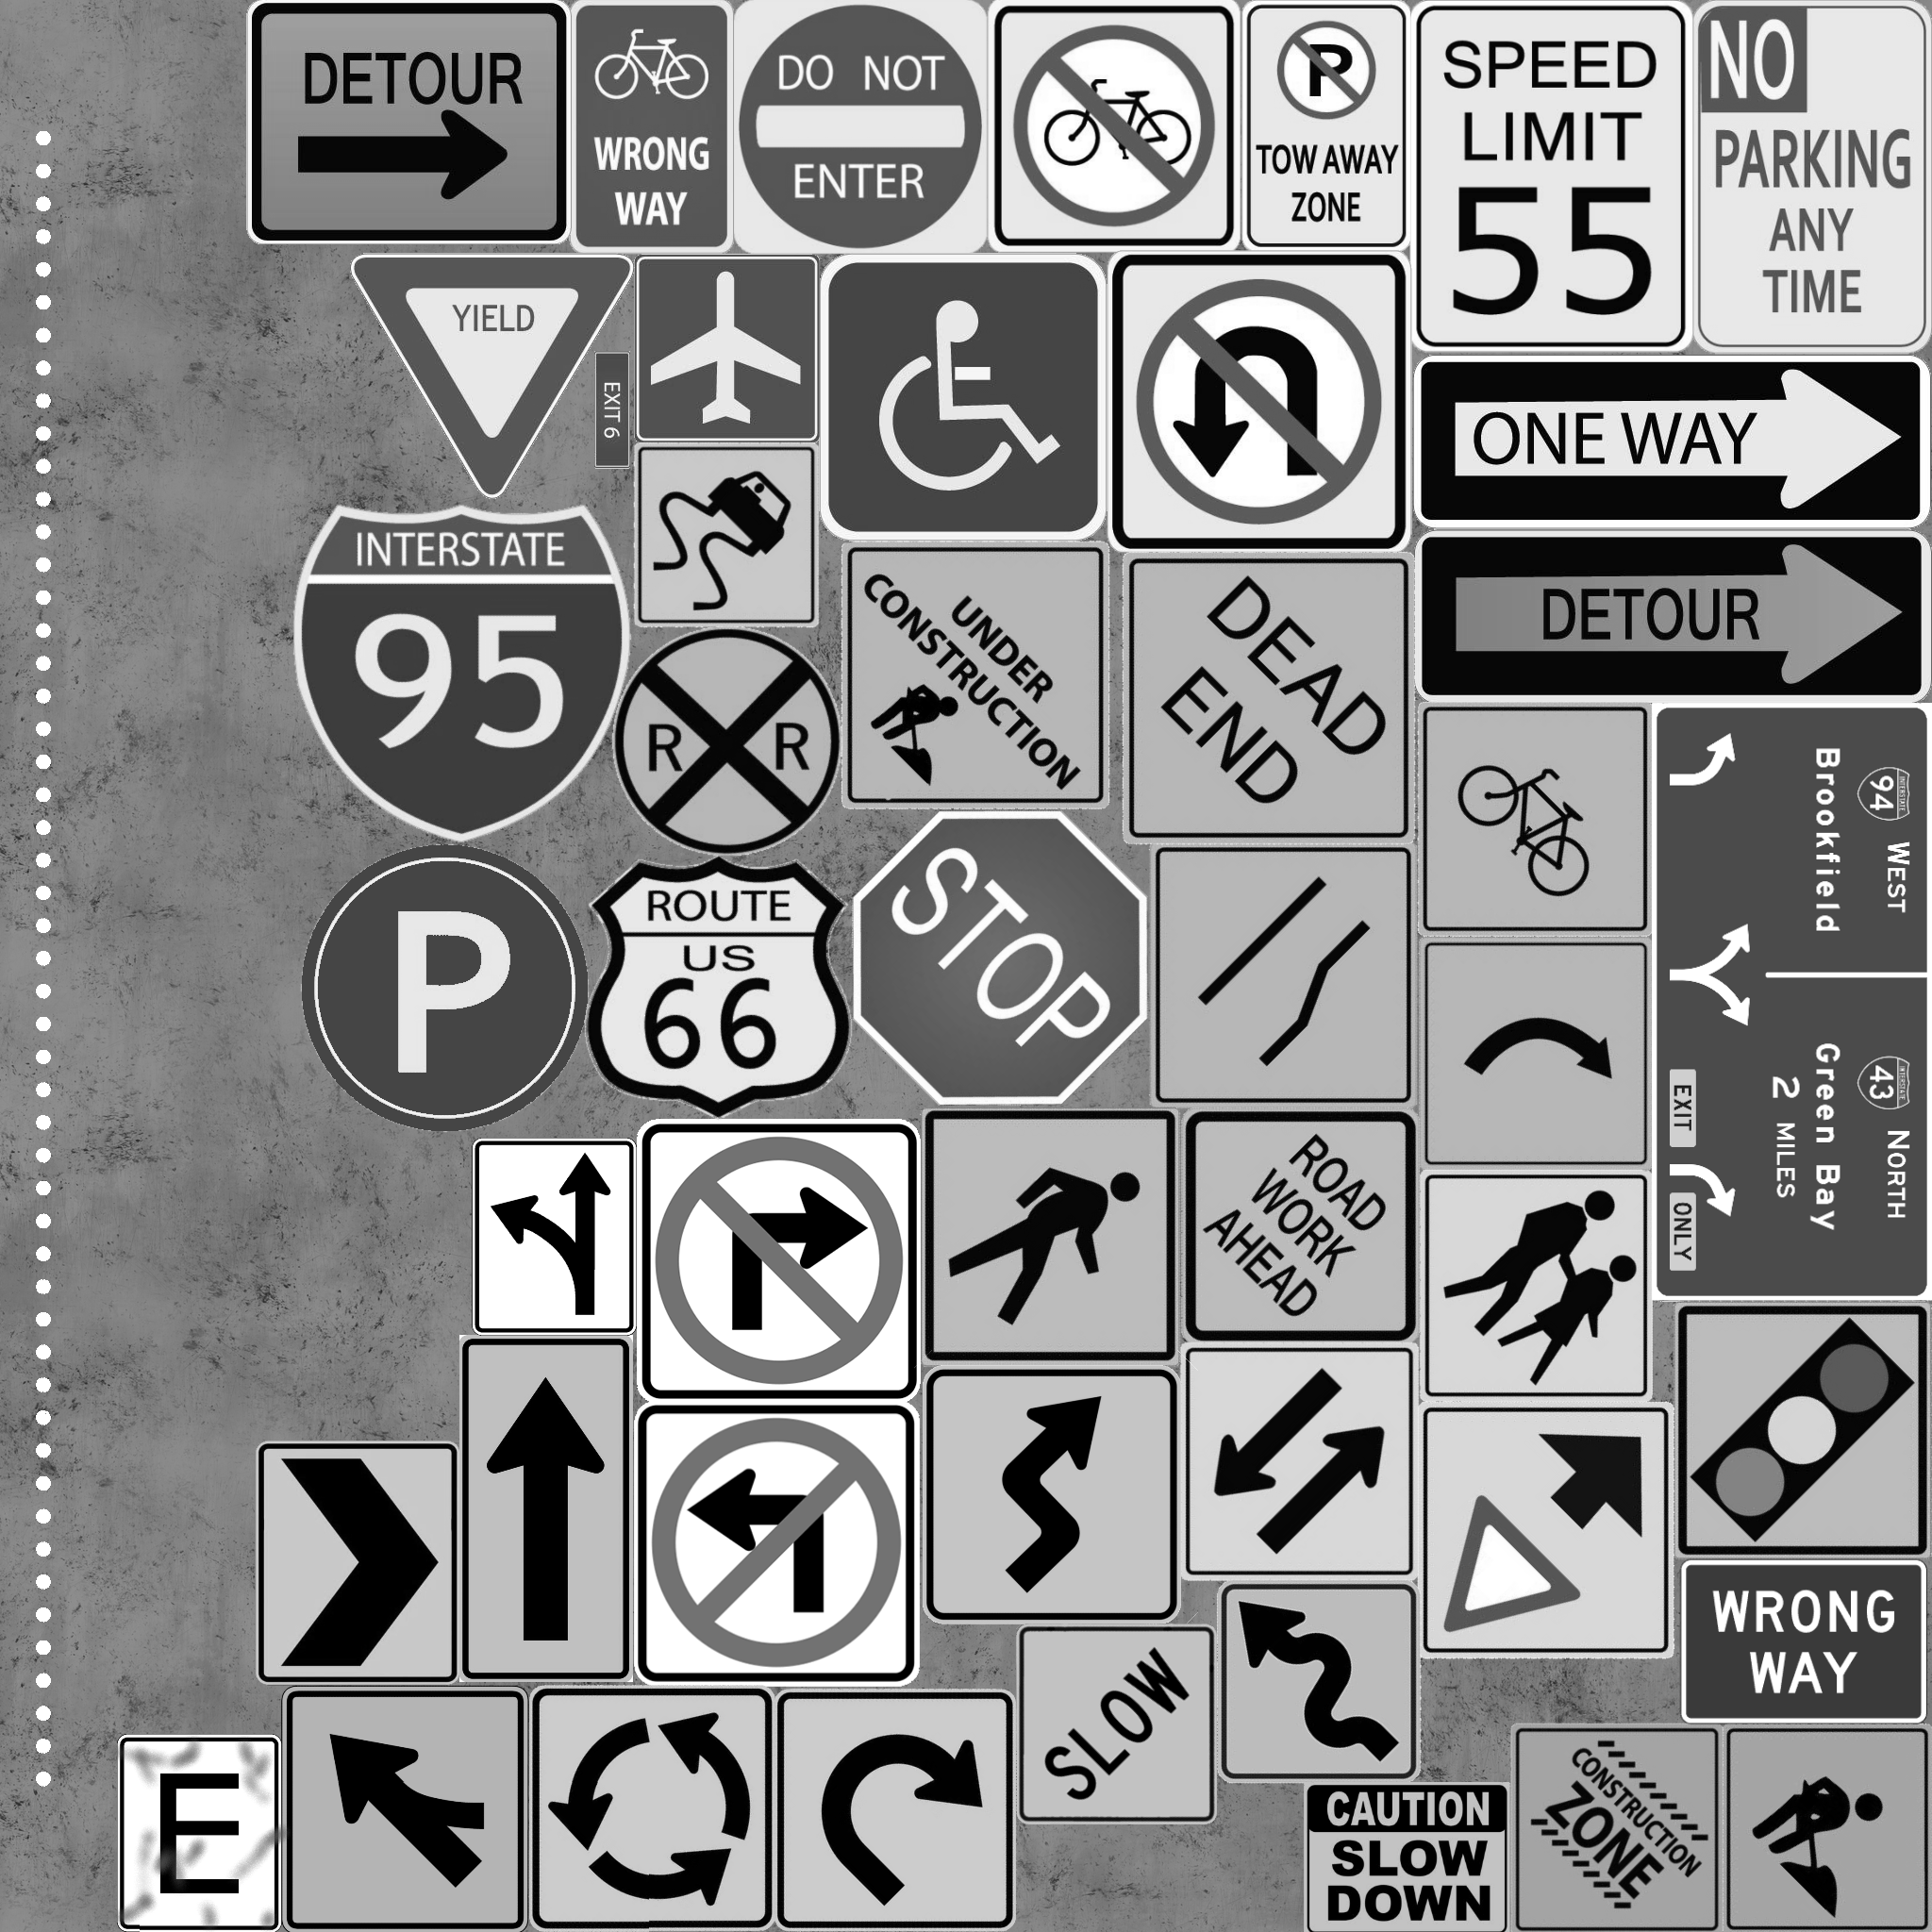 DETOUR
WRONG
WAY
DO NOT
ENTER
P
TOW AWAY
ZONE
SPEED
LIMIT
55
NO
PARKING
ANY
TIME
YIELD
EXIT 6
ONE WAY
INTERSTATE
95
UNDER
CONSTRUCTION
DEAD
END
DETOUR
R R
P
ROUTE
US
66
STOP
INTERSTATE
94 WEST
Brookfield
INTERSTATE
43 NORTH
Green Bay
2 MILES
EXIT ONLY
ROAD
WORK
AHEAD
WRONG
WAY
SLOW
E
CAUTION
SLOW
DOWN
CONSTRUCTION
ZONE